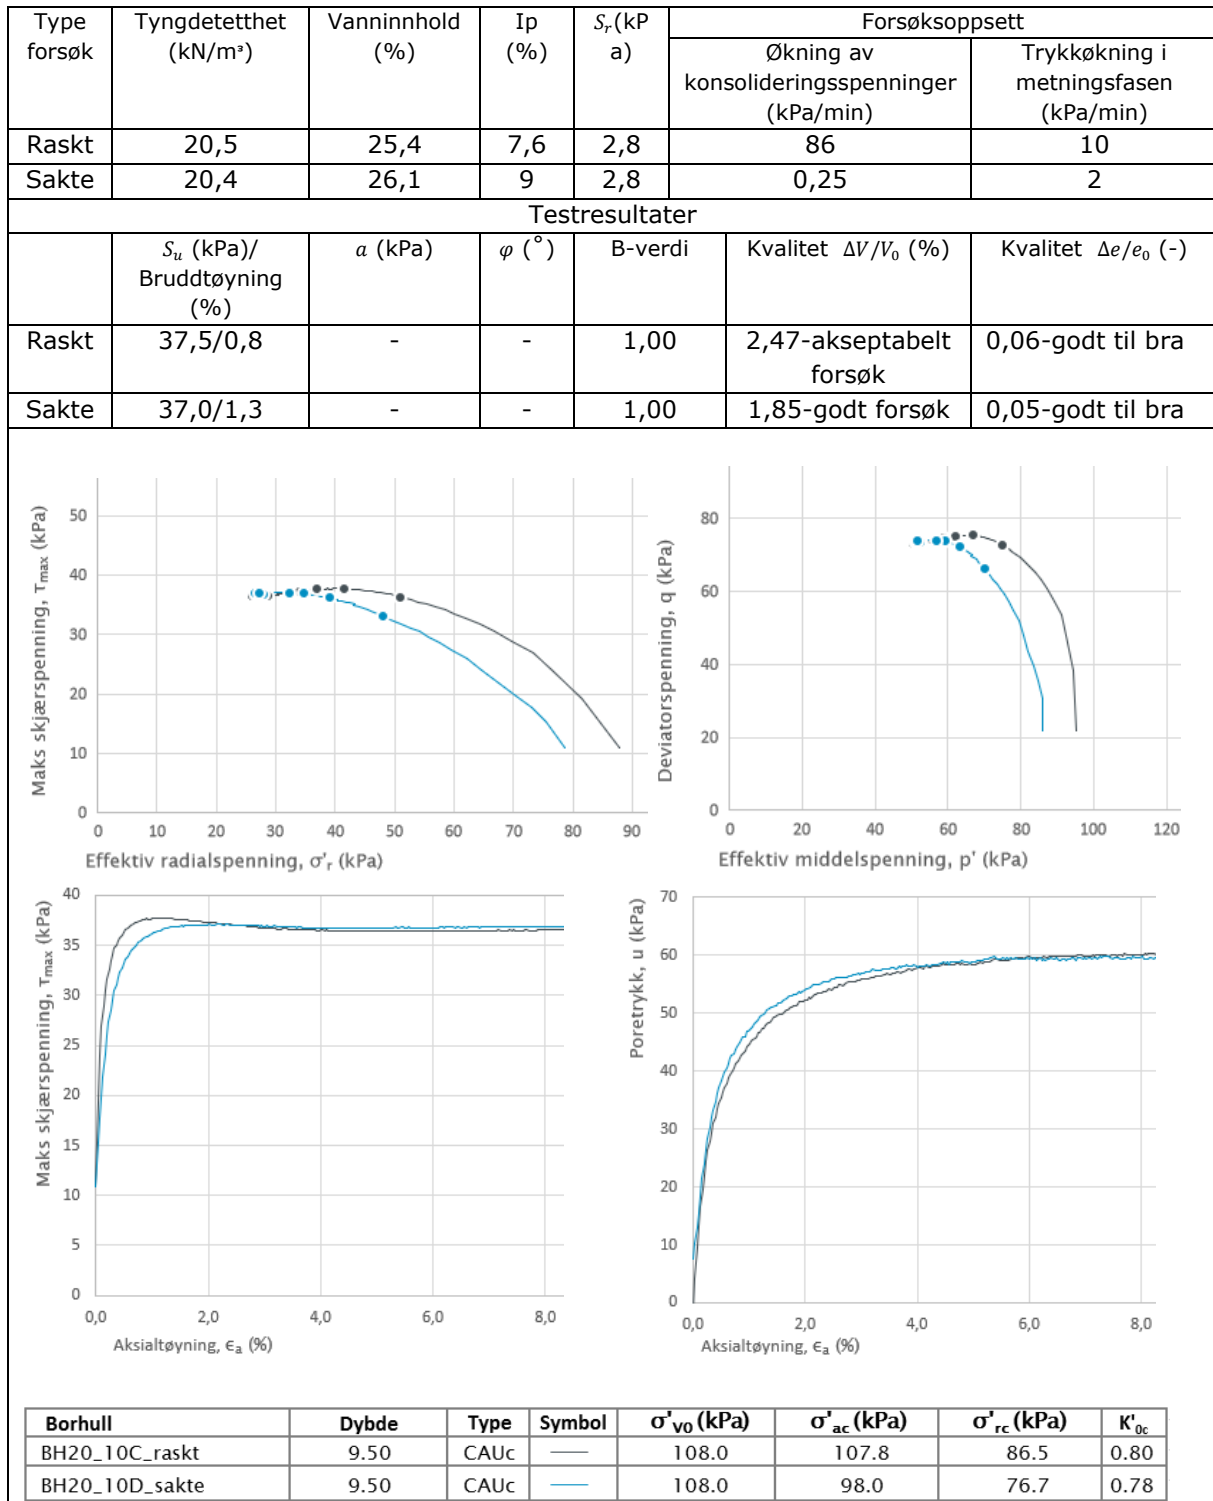 Type forsøk	Tyngdetetthet (kN/m³)	Vanninnhold (%)	Ip (%)	Sr(kPa)	Forsøksoppsett
Økning av konsolideringsspenninger (kPa/min)	Trykkøkning i metningsfasen (kPa/min)
Raskt	20,5	25,4	7,6	2,8	86	10
Sakte	20,4	26,1	9	2,8	0,25	2
Testresultater
Su (kPa)/ Bruddtøyning (%)	a (kPa)	φ (°)	B-verdi	Kvalitet ΔV/V0 (%)	Kvalitet Δe/e0 (-)
Raskt	37,5/0,8	-	-	1,00	2,47-akseptabelt forsøk	0,06-godt til bra
Sakte	37,0/1,3	-	-	1,00	1,85-godt forsøk	0,05-godt til bra
Maks skjærspenning, τmax (kPa)
50
40
30
20
10
0
0 10 20 30 40 50 60 70 80 90
Effektiv radialspenning, σ'r (kPa)
Deviatorspenning, q (kPa)
80
60
40
20
0
0 20 40 60 80 100 120
Effektiv middelspenning, p' (kPa)
Maks skjærspenning, τmax (kPa)
40
35
30
25
20
15
10
5
0
0,0 2,0 4,0 6,0 8,0
Aksialtøyning, ϵa (%)
Poretrykk, u (kPa)
70
60
50
40
30
20
10
0
0,0 2,0 4,0 6,0 8,0
Aksialtøyning, ϵa (%)
Borhull	Dybde	Type	Symbol	σ'V0 (kPa)	σ'ac (kPa)	σ'rc (kPa)	K'0c
BH20_10C_raskt	9.50	CAUc	108.0	107.8	86.5	0.80
BH20_10D_sakte	9.50	CAUc	108.0	98.0	76.7	0.78